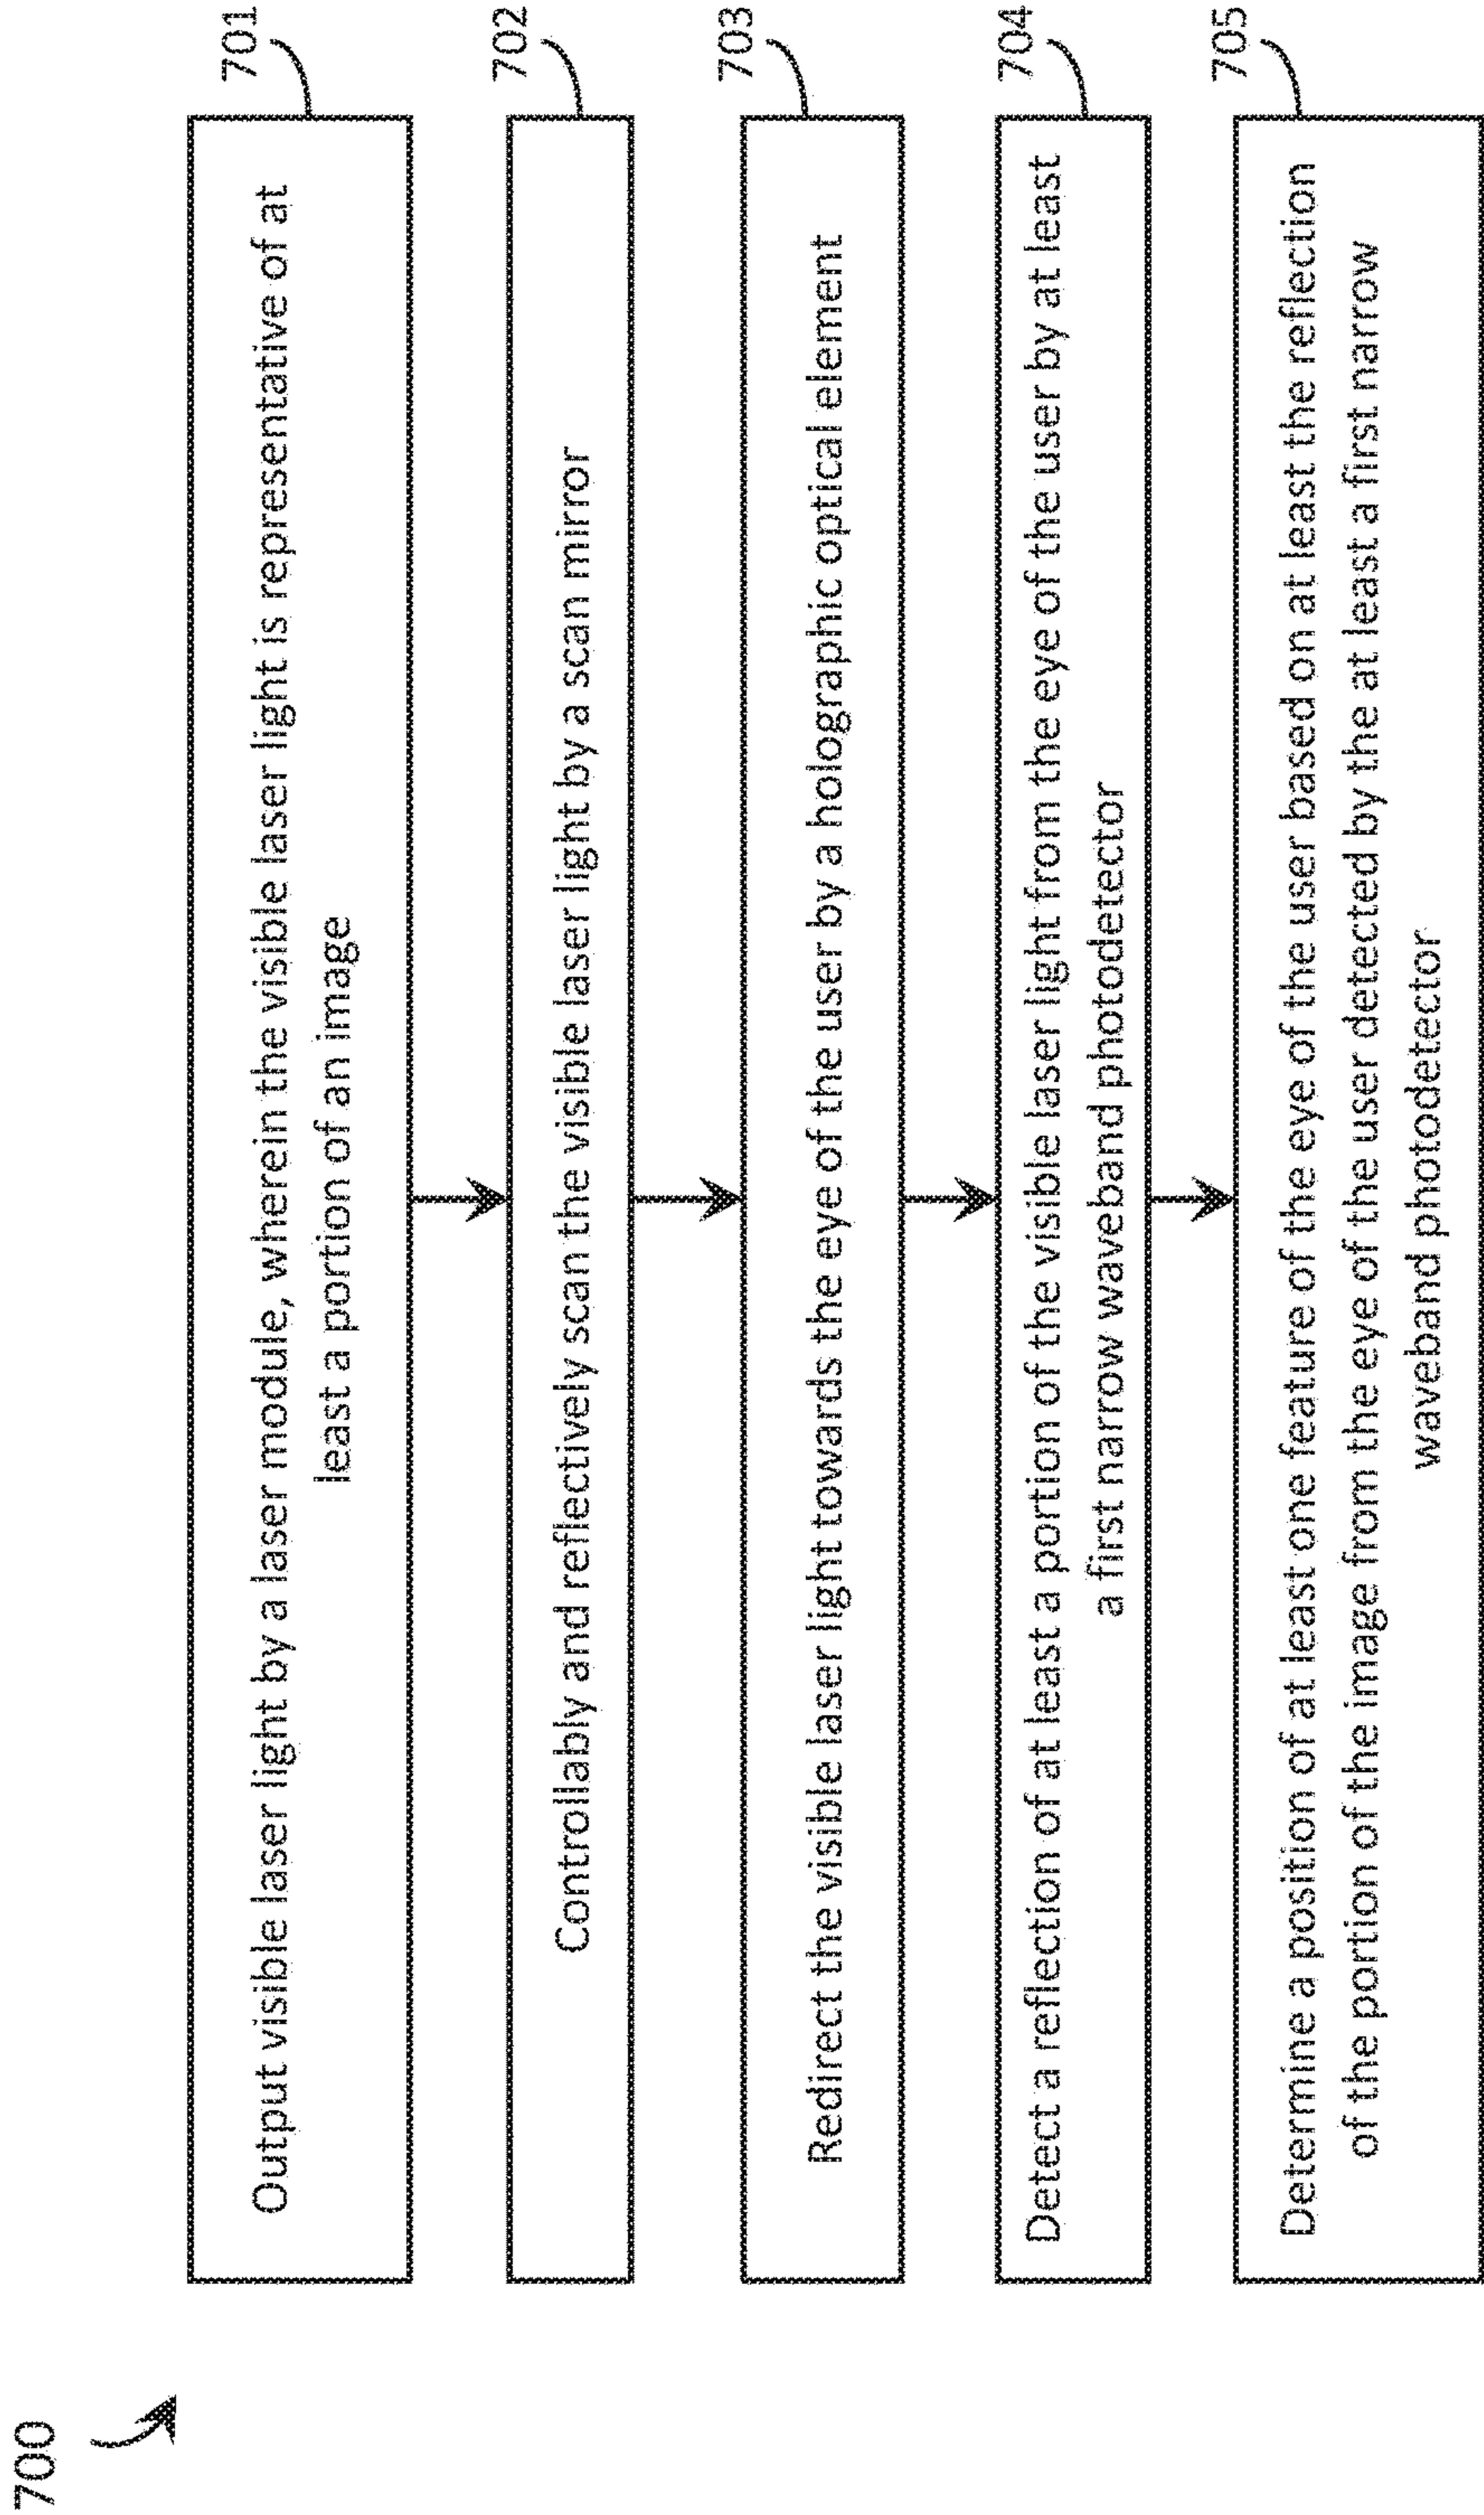 700
Output visible laser light by a laser module, wherein the visible laser light is representative of at
least a portion of an image
701
Controllably and reflectively scan the visible laser light by a scan mirror
702
Redirect the visible laser light towards the eye of the user by a holographic optical element
703
Detect a reflection of at least a portion of the visible laser light from the eye of the user by at least
a first narrow waveband photodetector
704
Determine a position of at least one feature of the eye of the user based on at least the reflection
of the portion of the image from the eye of the user detected by the at least a first narrow
waveband photodetector
705